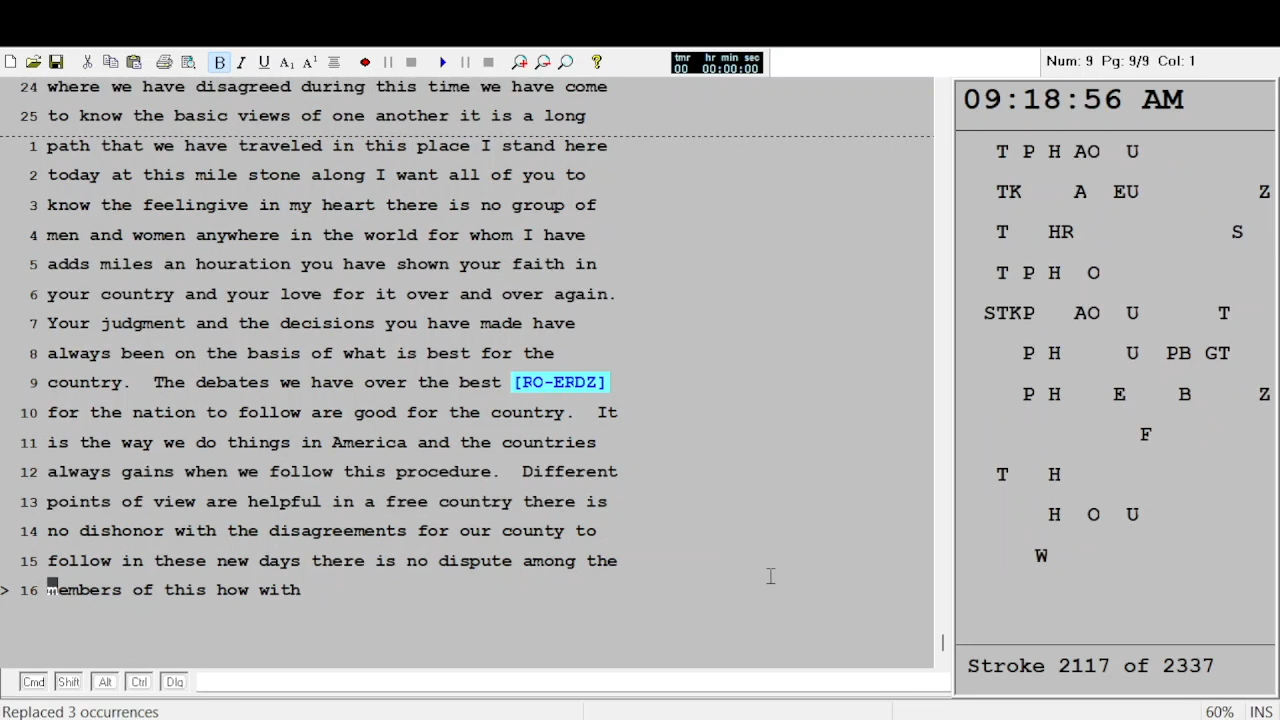 B I U A₁ A¹ ?
tmr hr min sec
00 00:00:00
Num: 9 Pg: 9/9 Col: 1
24 where we have disagreed during this time we have come
25 to know the basic views of one another it is a long
1 path that we have traveled in this place I stand here
2 today at this mile stone along I want all of you to
3 know the feelingive in my heart there is no group of
4 men and women anywhere in the world for whom I have
5 adds miles an houration you have shown your faith in
6 your country and your love for it over and over again.
7 Your judgment and the decisions you have made have
8 always been on the basis of what is best for the
9 country.  The debates we have over the best [RO-ERDZ]
10 for the nation to follow are good for the country.  It
11 is the way we do things in America and the countries
12 always gains when we follow this procedure.  Different
13 points of view are helpful in a free country there is
14 no dishonor with the disagreements for our county to
15 follow in these new days there is no dispute among the
> 16 members of this how with
09:18:56 AM
T P H AO U
TK A EU Z
T HR S
T P H O
STKP AO U T
P H U PB GT
P H E B Z
F
T H
H O U
W
Stroke 2117 of 2337
Cmd Shift Alt Ctrl Dlg
Replaced 3 occurrences
60% INS